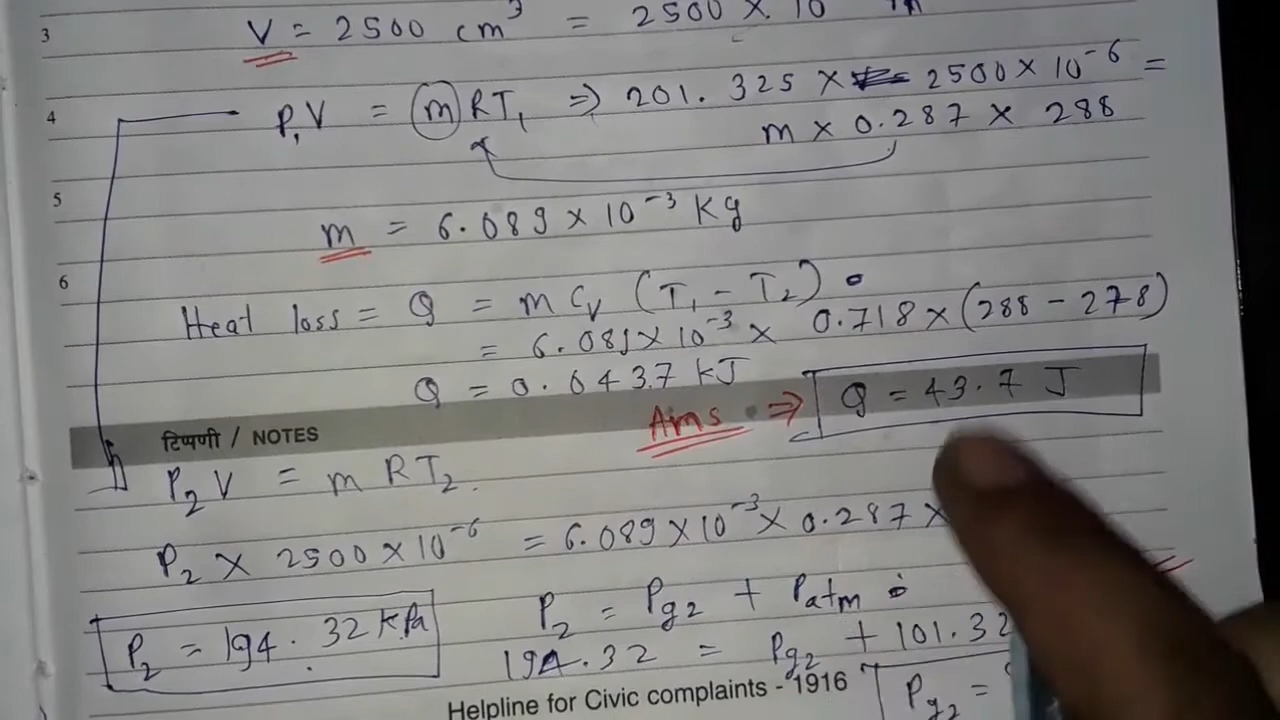 3
V = 2500 cm³ = 2500 × 10
4
P₁V = mRT₁ ⇒ 201.325 × 2500×10⁻⁶ =
m × 0.287 × 288
5
m = 6.089 × 10⁻³ Kg
6
Heat loss = Q = m Cv (T₁ - T₂)
= 6.089×10⁻³ × 0.718×(288-278)
Q = 0.0437 kJ
Ans ⇒ Q = 43.7 J
टिप्पणी / NOTES
P₂V = m RT₂.
P₂ × 2500×10⁻⁶ = 6.089×10⁻³×0.287×
P₂ = 194.32 kPa
P₂ = Pg₂ + Patm
194.32 = Pg₂ + 101.32
Pg₂ =
Helpline for Civic complaints - 1916